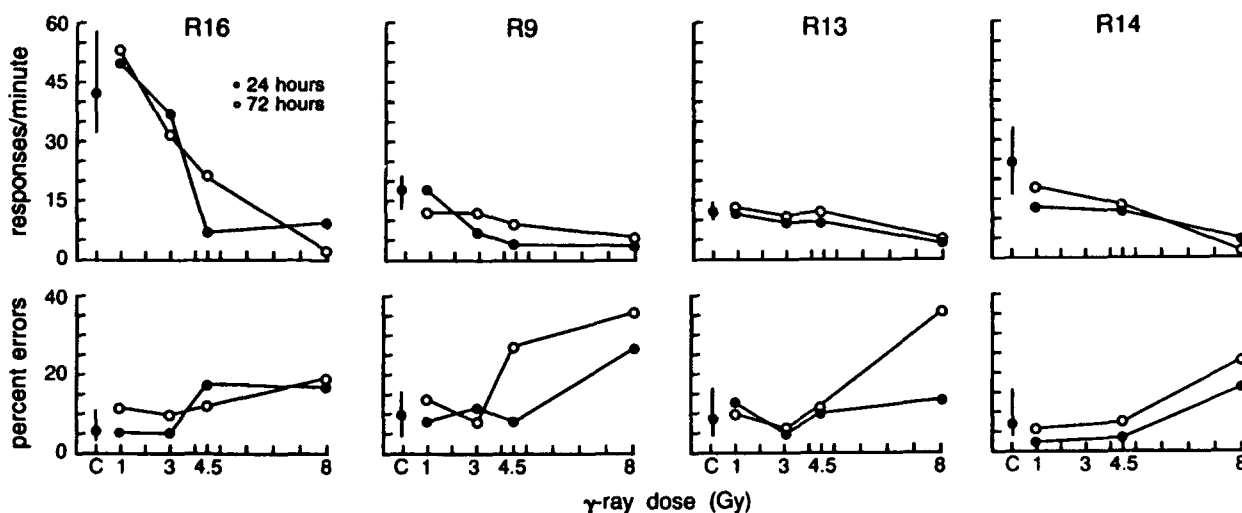 R16
R9
R13
R14
responses/minute
60
45
30
15
0
• 24 hours
○ 72 hours
percent errors
40
20
0
C 1 3 4.5 8
C 1 3 4.5 8
C 1 3 4.5 8
C 1 3 4.5 8
γ-ray dose (Gy)